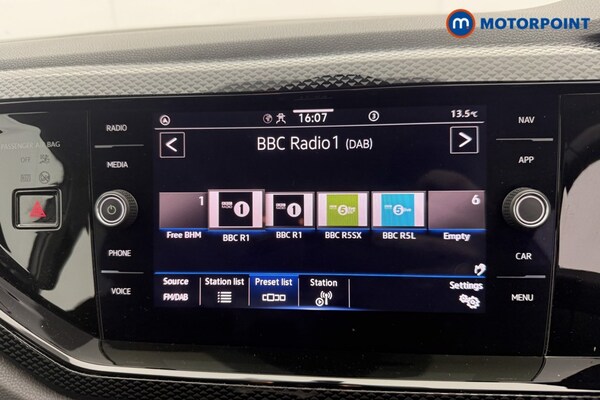 MOTORPOINT
RADIO
MEDIA
PHONE
VOICE
NAV
APP
CAR
MENU
16:07
3
13.5°C
BBC Radio1 (DAB)
1
6
Free BHM
BBC R1
BBC R1
BBC R5SX
BBC R5L
Empty
Source
FM/DAB
Station list
Preset list
Station
Settings